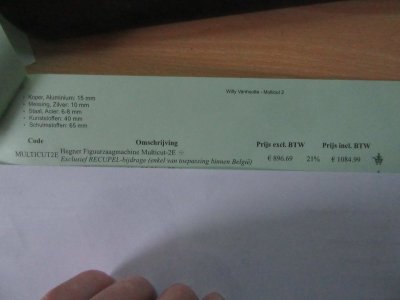 Willy Vanhoutte - Multicut 2
- Koper, Aluminium: 15 mm
- Messing, Zilver: 10 mm
- Staal, Acier: 6-8 mm
- Kunststoffen: 40 mm
- Schuimstoffen: 65 mm
Code Omschrijving Prijs excl. BTW Prijs incl. BTW
MULTICUT2E Hegner Figuurzaagmachine Multicut-2E € 896.69 21% € 1084.99
Exclusief RECUPEL-bijdrage (enkel van toepassing binnen België)